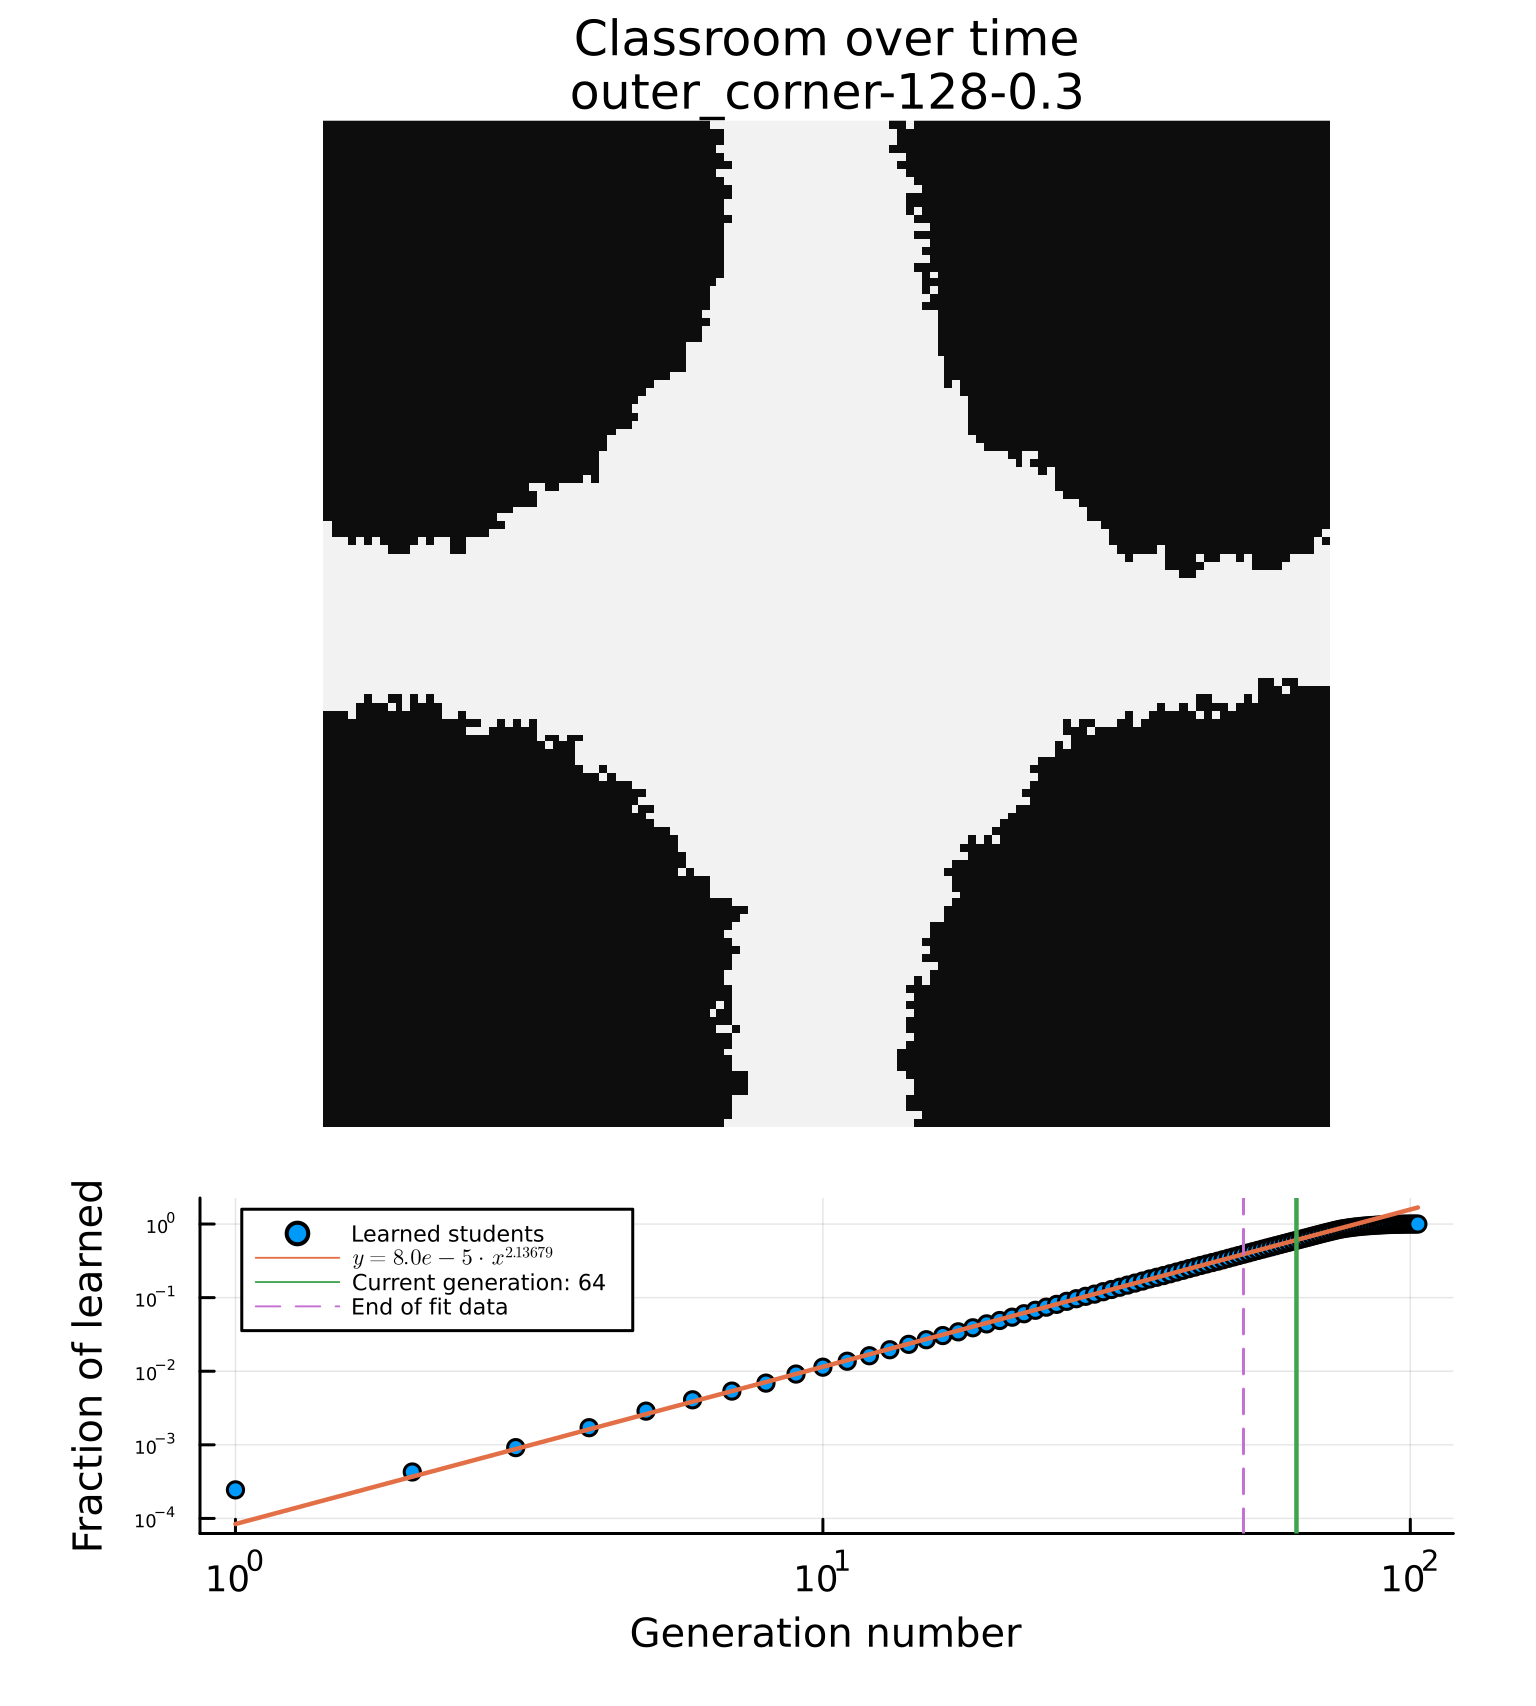 Classroom over time
outer_corner-128-0.3
Fraction of learned
10^0
10^-1
10^-2
10^-3
10^-4
Learned students
y = 8.0e − 5 · x^2.13679
Current generation: 64
End of fit data
10^0
10^1
10^2
Generation number